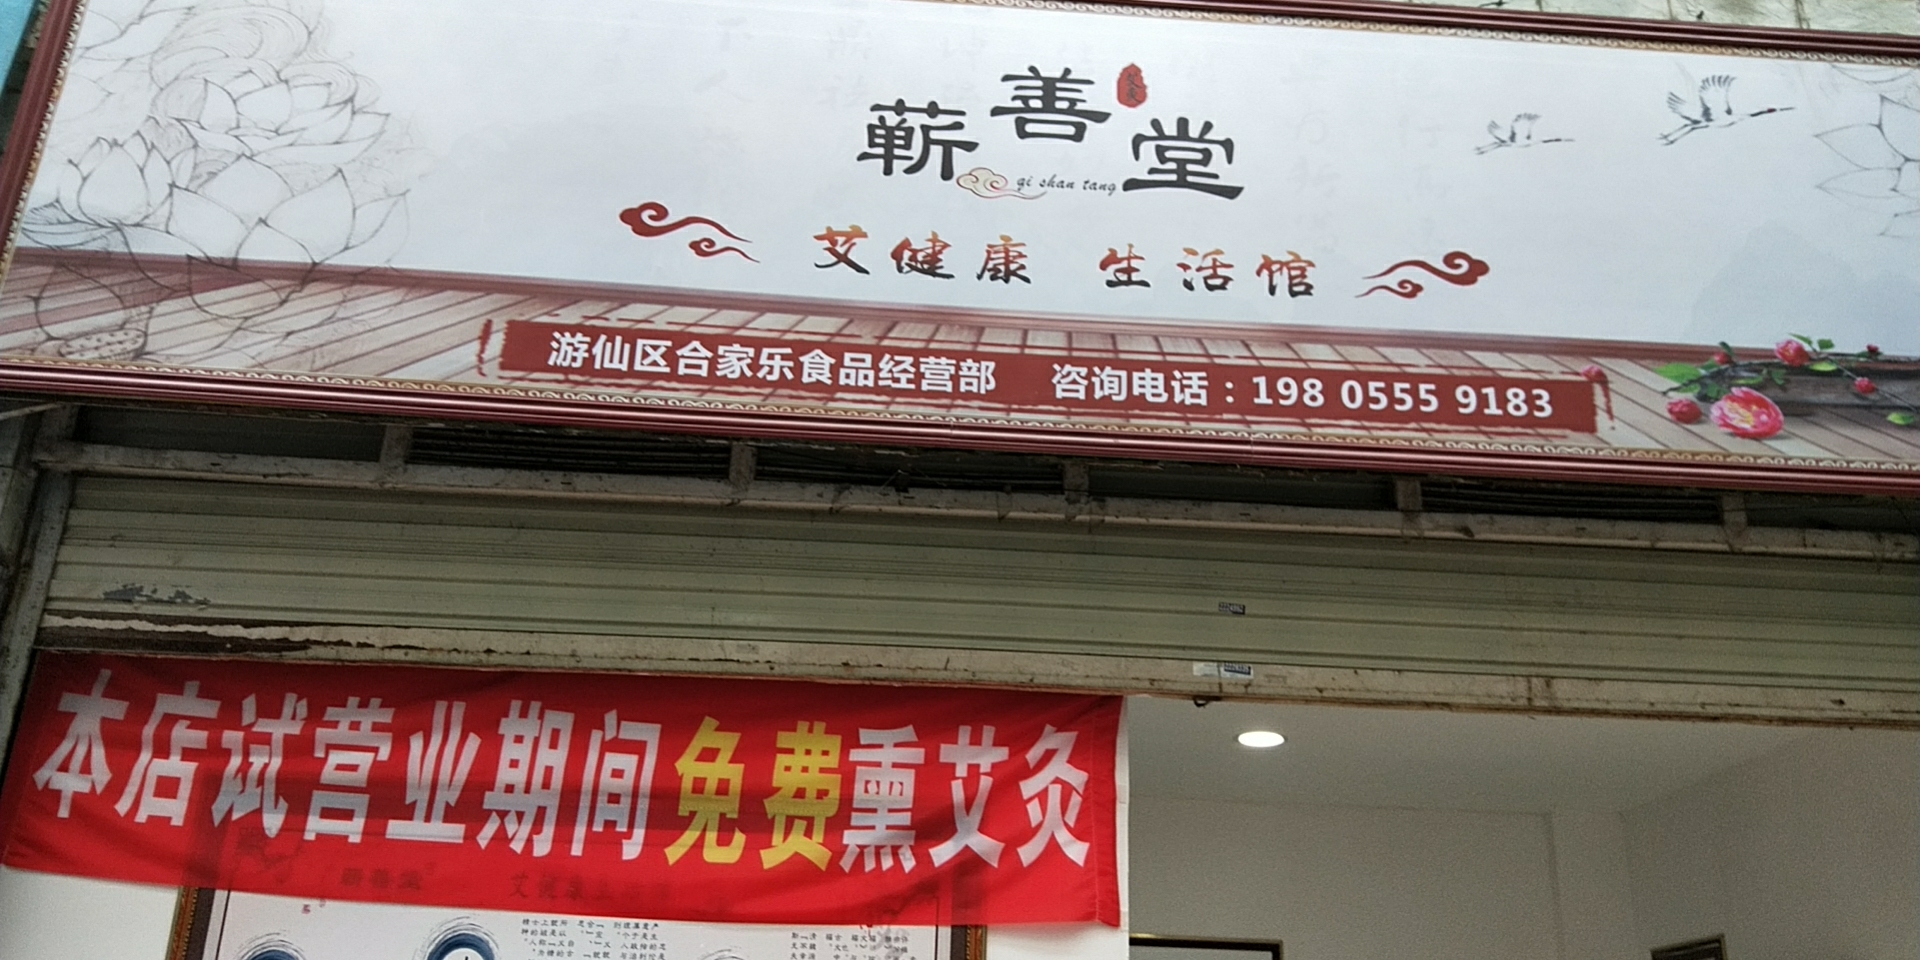 蕲善堂
qi shan tang
艾健康 生活馆
游仙区合家乐食品经营部 咨询电话：198 0555 9183
本店试营业期间免费熏艾灸